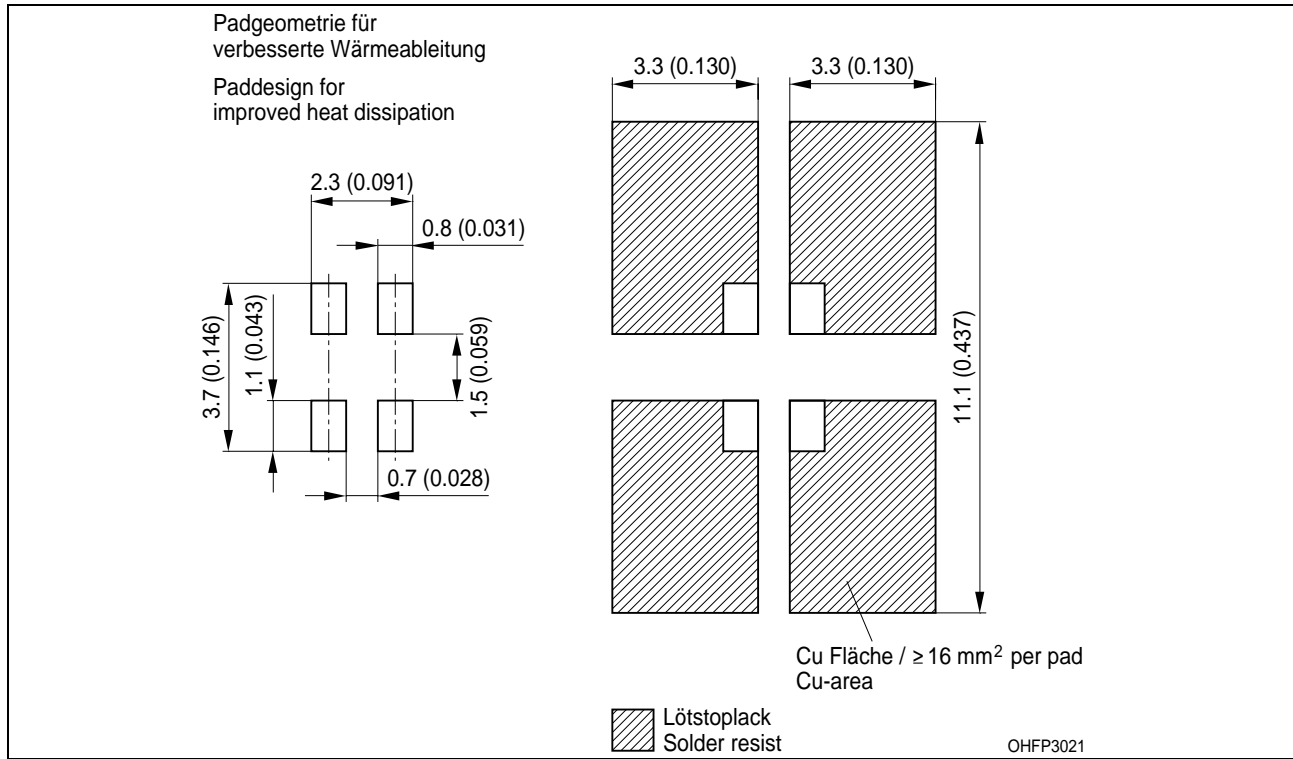 Padgeometrie für
verbesserte Wärmeableitung
Paddesign for
improved heat dissipation
3.3 (0.130)
3.3 (0.130)
2.3 (0.091)
0.8 (0.031)
3.7 (0.146)
1.1 (0.043)
1.5 (0.059)
11.1 (0.437)
0.7 (0.028)
Cu Fläche / ≥ 16 mm² per pad
Cu-area
Lötstoplack
Solder resist
OHFP3021